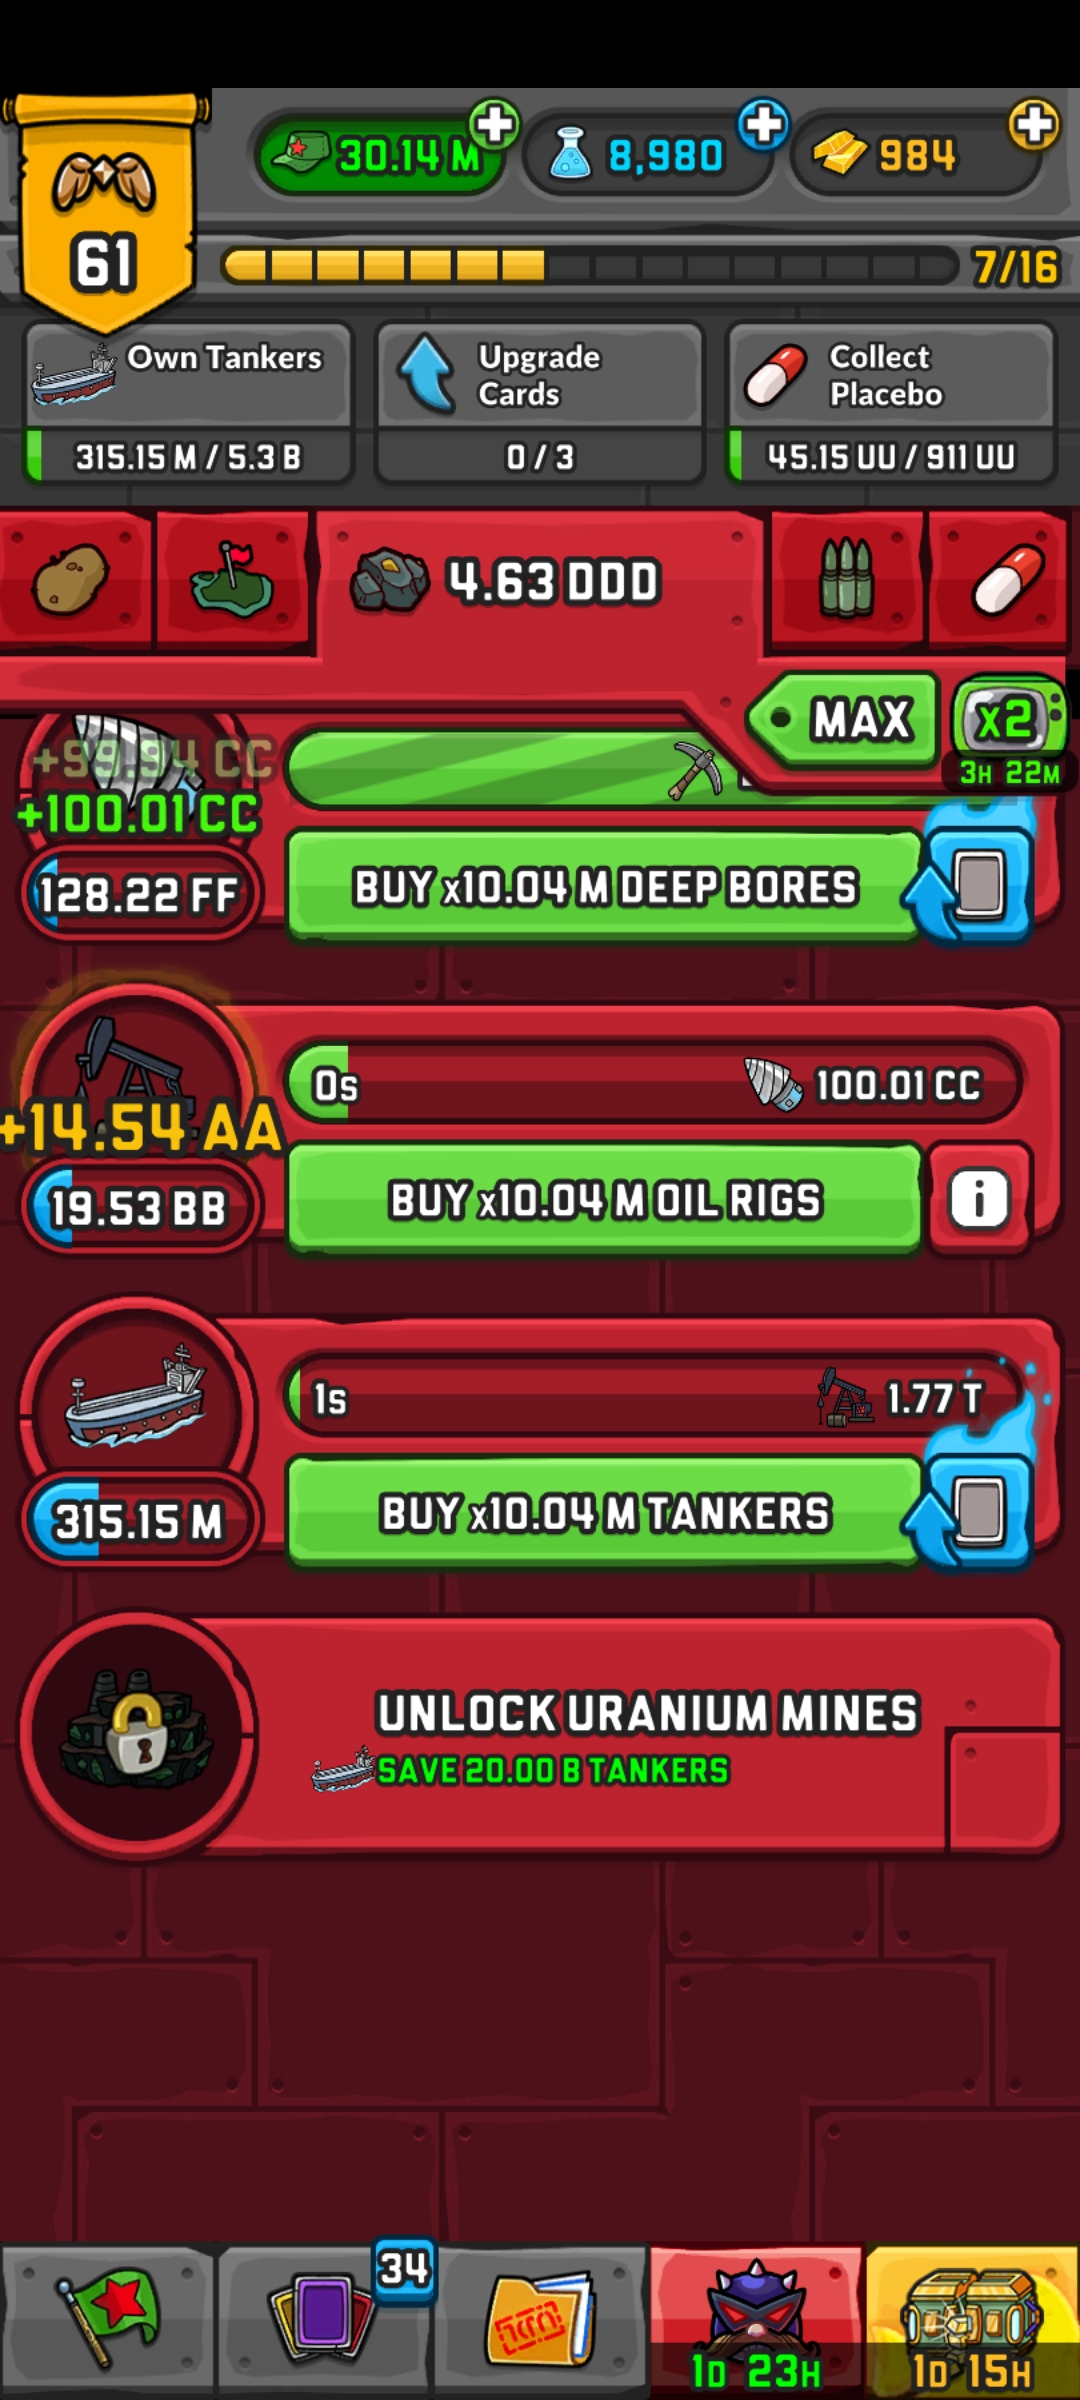 30.14 M
8,980
984
61
7/16
Own Tankers
Upgrade
Cards
Collect
Placebo
315.15 M / 5.3 B
0 / 3
45.15 UU / 911 UU
4.63 DDD
MAX
x2
3H 22M
+99.94 CC
+100.01 CC
128.22 FF
BUY x10.04 M DEEP BORES
0s
100.01 CC
+14.54 AA
19.53 BB
BUY x10.04 M OIL RIGS
i
1s
1.77 T
315.15 M
BUY x10.04 M TANKERS
UNLOCK URANIUM MINES
SAVE 20.00 B TANKERS
34
1D 23H
1D 15H